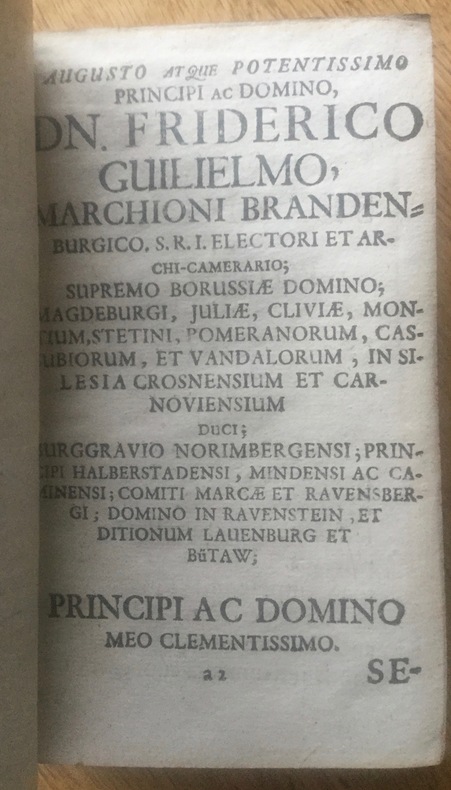 AUGUSTO ATQUE POTENTISSIMO
PRINCIPI AC DOMINO,
DN. FRIDERICO
GUILIELMO,
MARCHIONI BRANDEN⸗
BURGICO, S. R. I. ELECTORI ET AR-
CHI-CAMERARIO;
SUPREMO BORUSSIÆ DOMINO;
MAGDEBURGI, JULIÆ, CLIVIÆ, MON-
TIUM, STETINI, POMERANORUM, CAS-
UBIORUM, ET VANDALORUM, IN SI-
LESIA CROSNENSIUM ET CAR-
NOVIENSIUM
DUCI;
BURGGRAVIO NORIMBERGENSI; PRIN-
CIPI HALBERSTADENSI, MINDENSI AC CA-
MINENSI; COMITI MARCÆ ET RAVENSBER-
GI; DOMINO IN RAVENSTEIN, ET
DITIONUM LAUENBURG ET
BüTAW;
PRINCIPI AC DOMINO
MEO CLEMENTISSIMO.
a 2
SE-